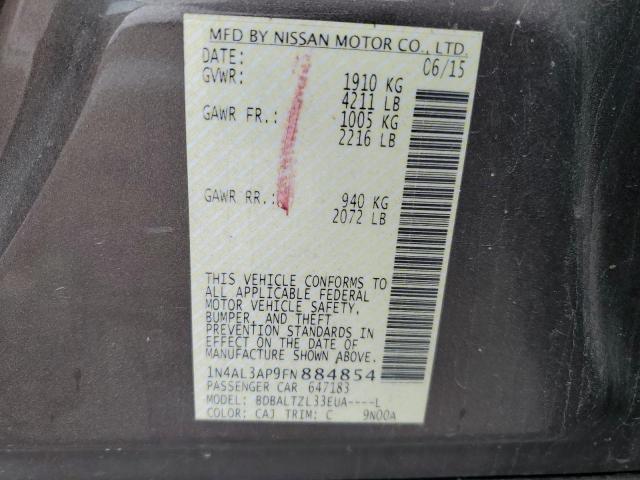 MFD BY NISSAN MOTOR CO., LTD.
DATE: 06/15
GVWR: 1910 KG
4211 LB
GAWR FR.: 1005 KG
2216 LB
GAWR RR.: 940 KG
2072 LB
THIS VEHICLE CONFORMS TO
ALL APPLICABLE FEDERAL
MOTOR VEHICLE SAFETY,
BUMPER, AND THEFT
PREVENTION STANDARDS IN
EFFECT ON THE DATE OF
MANUFACTURE SHOWN ABOVE.
1N4AL3AP9FN884854
PASSENGER CAR 647183
MODEL: BDBALTZL33EUA----L
COLOR: CAJ TRIM: C 9N00A